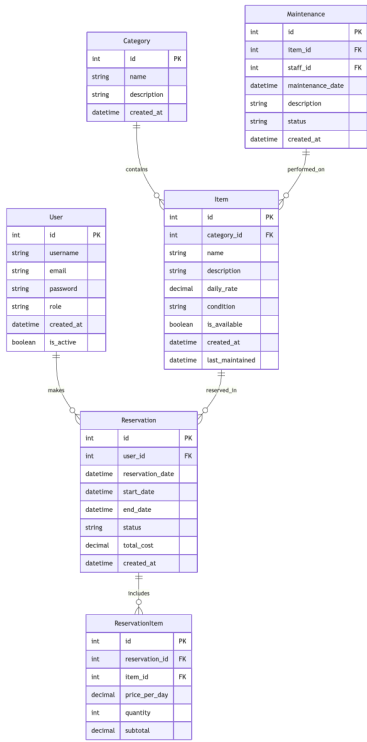 Maintenance
int id PK
int item_id FK
int staff_id FK
datetime maintenance_date
string description
string status
datetime created_at
Category
int id PK
string name
string description
datetime created_at
contains
performed_on
Item
int id PK
int category_id FK
string name
string description
decimal daily_rate
string condition
boolean is_available
datetime created_at
datetime last_maintained
User
int id PK
string username
string email
string password
string role
datetime created_at
boolean is_active
makes
reserved_in
Reservation
int id PK
int user_id FK
datetime reservation_date
datetime start_date
datetime end_date
string status
decimal total_cost
datetime created_at
includes
ReservationItem
int id PK
int reservation_id FK
int item_id FK
decimal price_per_day
int quantity
decimal subtotal